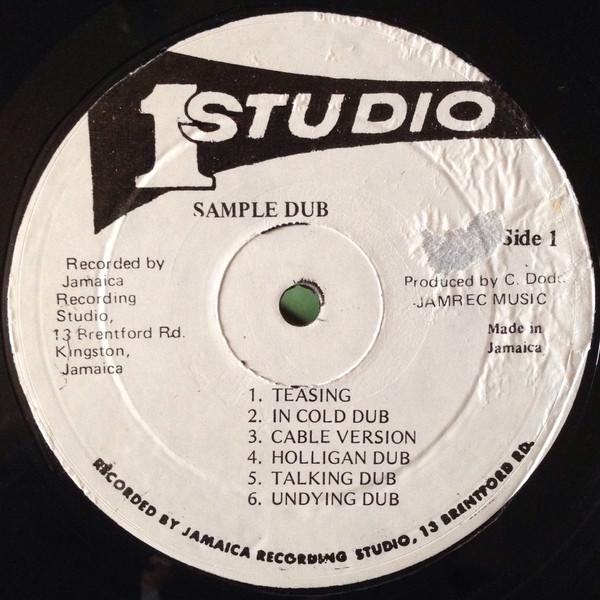 1 STUDIO
SAMPLE DUB
Side 1
Recorded by
Jamaica
Recording
Studio,
13 Brentford Rd.
Kingston,
Jamaica
Produced by C. Dodd
JAMREC MUSIC
Made in
Jamaica
1. TEASING
2. IN COLD DUB
3. CABLE VERSION
4. HOLLIGAN DUB
5. TALKING DUB
6. UNDYING DUB
RECORDED BY JAMAICA RECORDING STUDIO, 13 BRENTFORD RD.